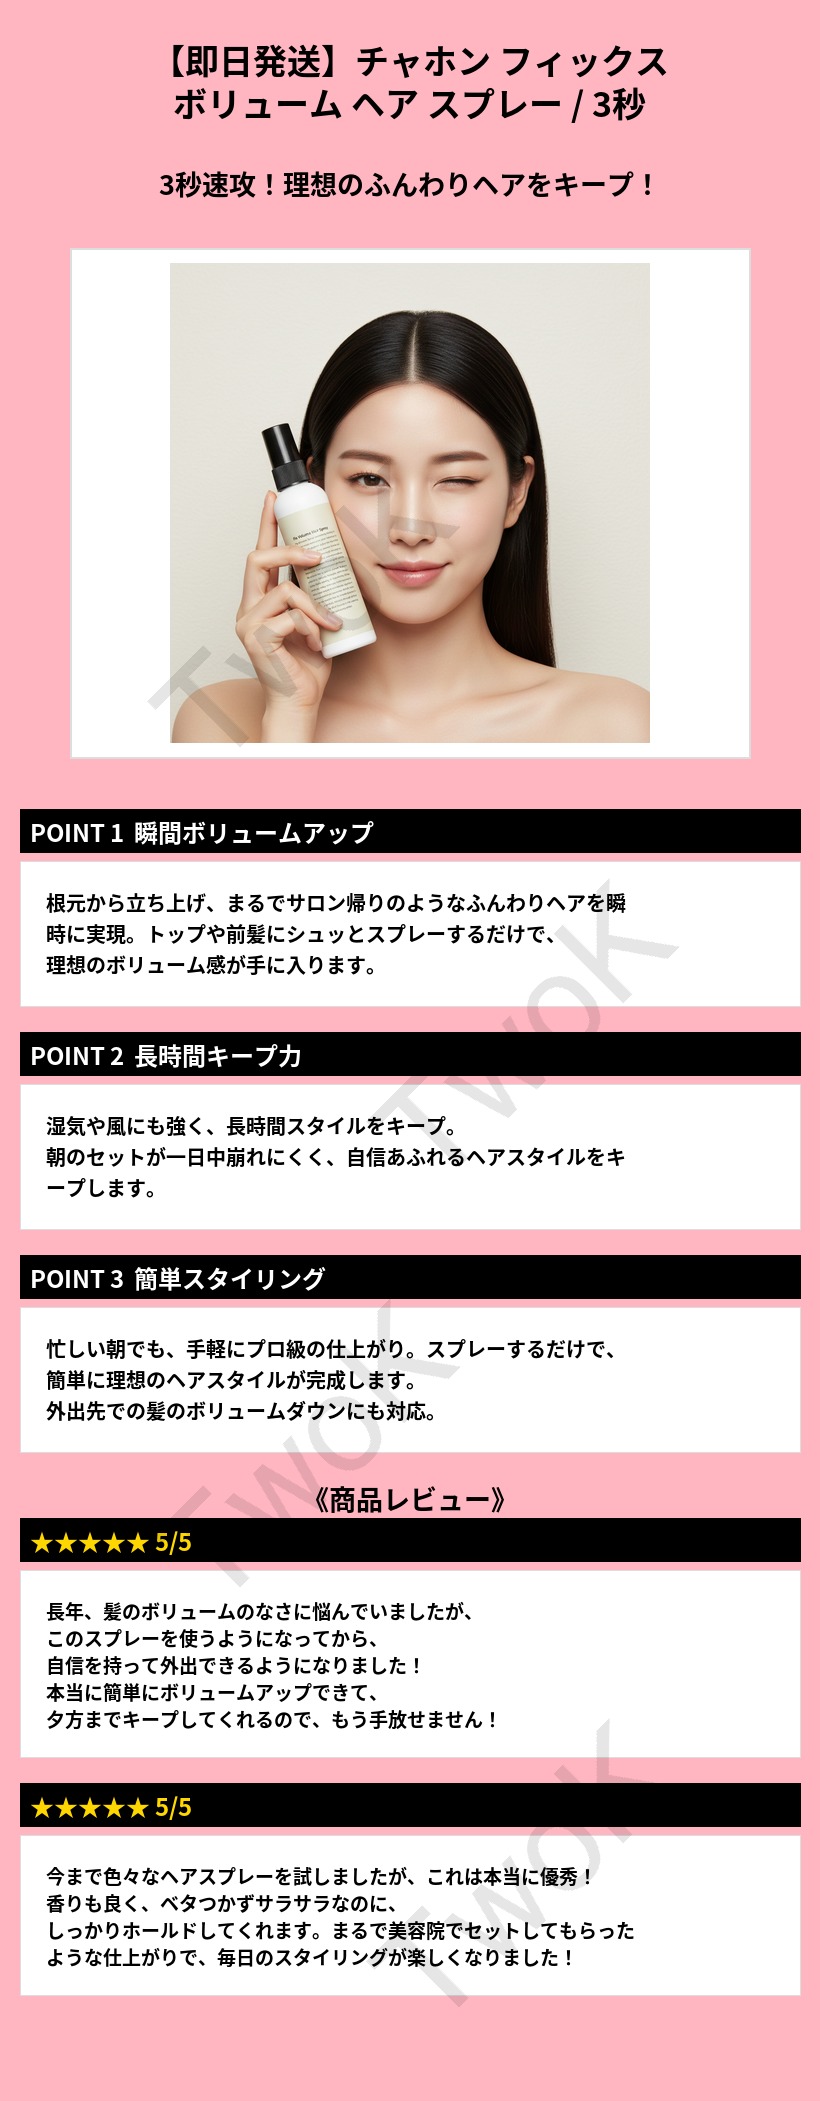 【即日発送】チャホン フィックス
ボリューム ヘア スプレー / 3秒
3秒速攻！理想のふんわりヘアをキープ！
Twok
POINT 1 瞬間ボリュームアップ
根元から立ち上げ、まるでサロン帰りのようなふんわりヘアを瞬
時に実現。トップや前髪にシュッとスプレーするだけで、
理想のボリューム感が手に入ります。
Twok
POINT 2 長時間キープ力
湿気や風にも強く、長時間スタイルをキープ。
朝のセットが一日中崩れにくく、自信あふれるヘアスタイルをキ
ープします。
POINT 3 簡単スタイリング
忙しい朝でも、手軽にプロ級の仕上がり。スプレーするだけで、
簡単に理想のヘアスタイルが完成します。
外出先での髪のボリュームダウンにも対応。
Twok
《商品レビュー》
★★★★★ 5/5
長年、髪のボリュームのなさに悩んでいましたが、
このスプレーを使うようになってから、
自信を持って外出できるようになりました！
本当に簡単にボリュームアップできて、
夕方までキープしてくれるので、もう手放せません！
★★★★★ 5/5
今まで色々なヘアスプレーを試しましたが、これは本当に優秀！
香りも良く、ベタつかずサラサラなのに、
しっかりホールドしてくれます。まるで美容院でセットしてもらった
ような仕上がりで、毎日のスタイリングが楽しくなりました！
Twok